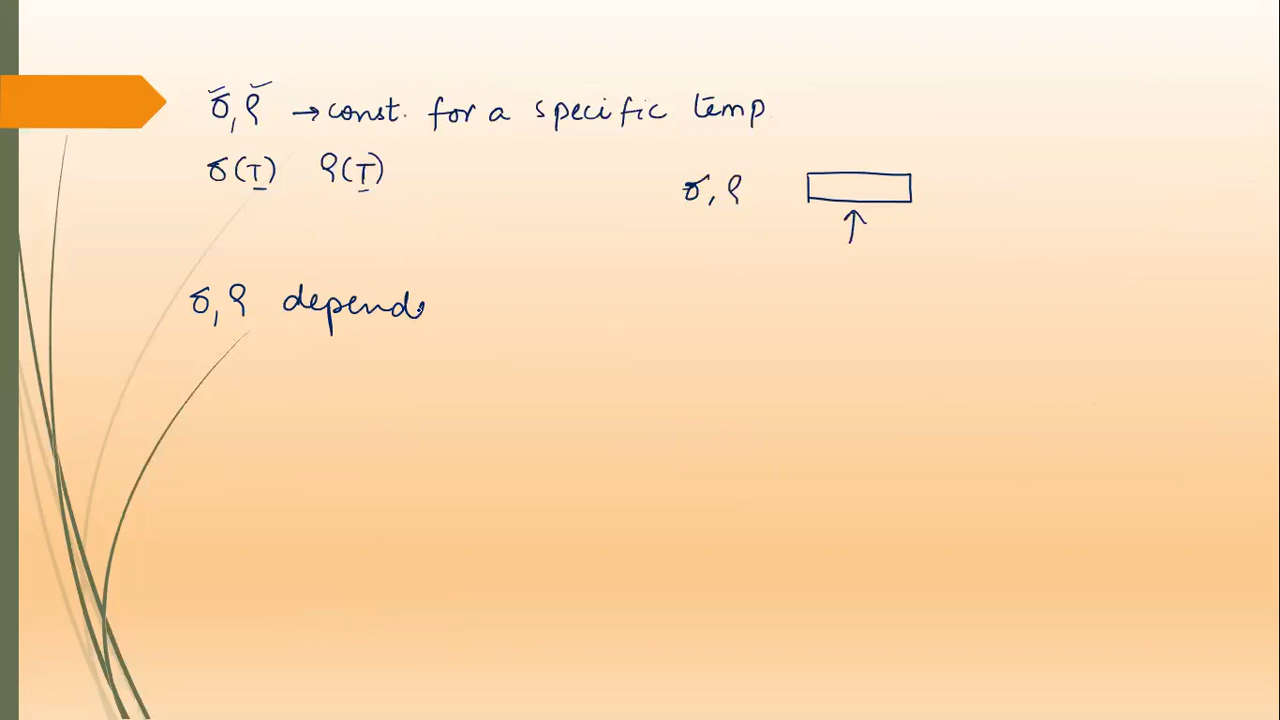 σ, ρ → const. for a specific temp
σ(T) ρ(T)
σ, ρ
σ, ρ depends